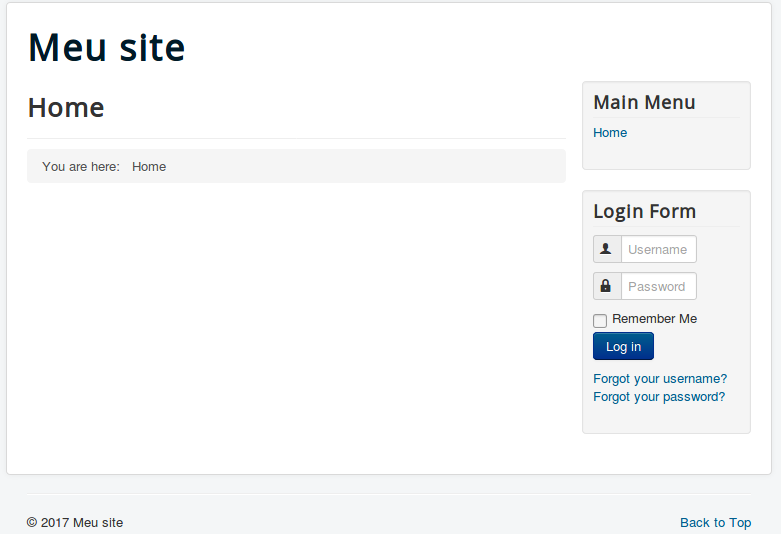 Meu site
Home
You are here: Home
Main Menu
Home
Login Form
Username
Password
Remember Me
Log in
Forgot your username?
Forgot your password?
© 2017 Meu site
Back to Top